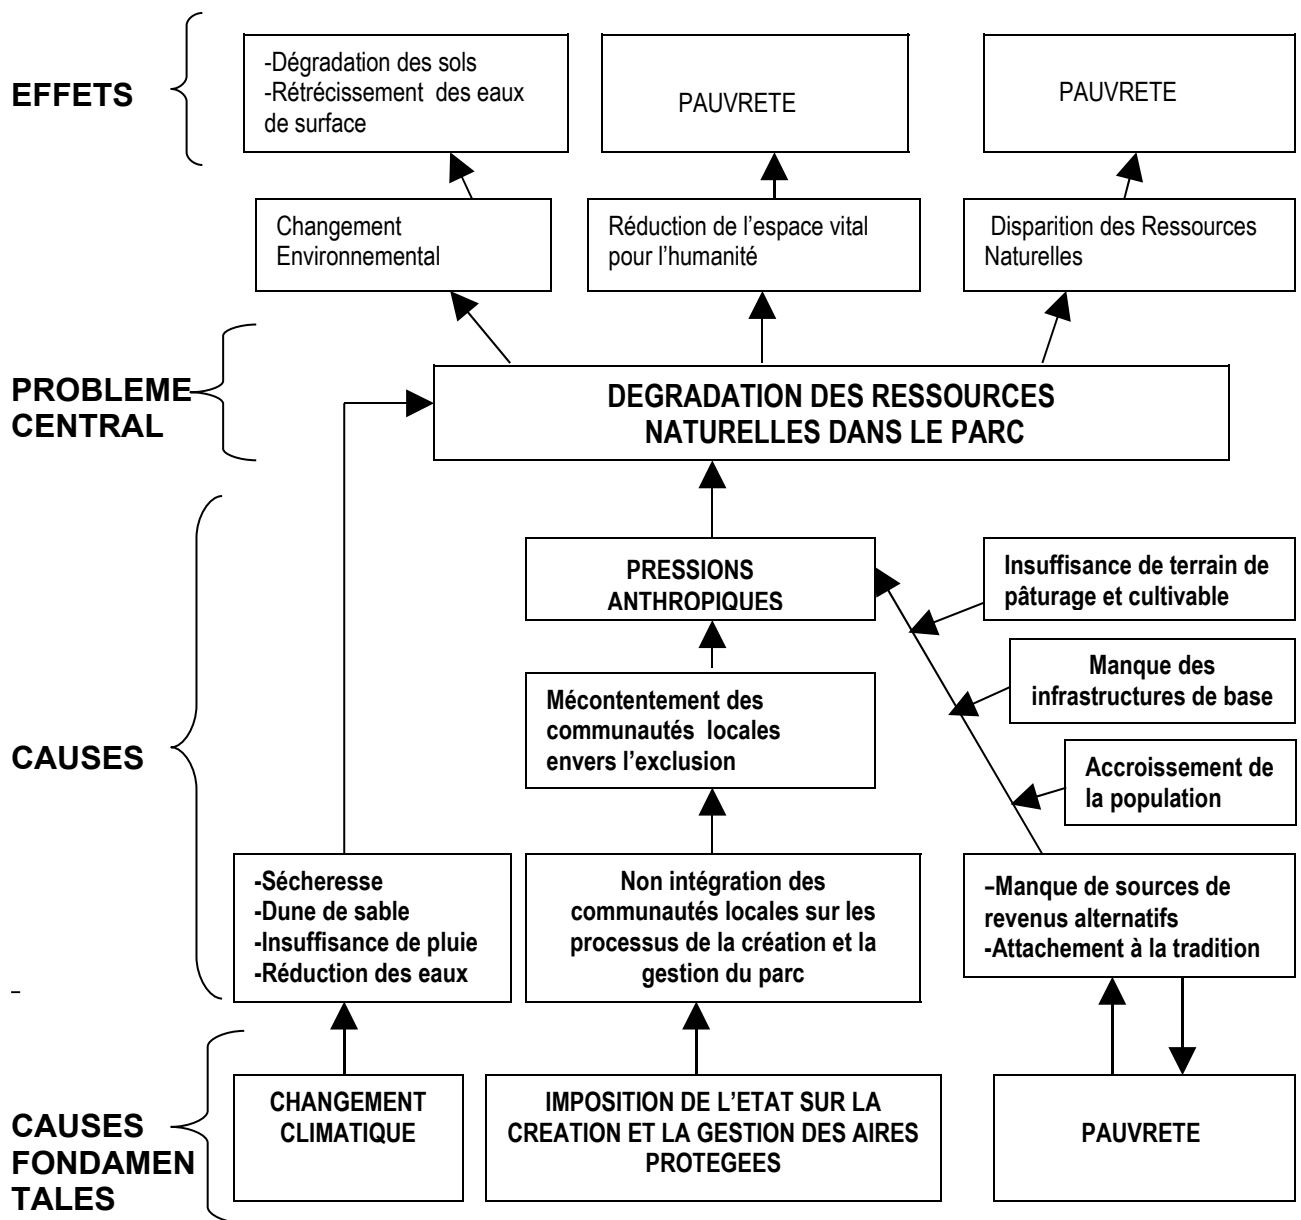 EFFETS
-Dégradation des sols
-Rétrécissement des eaux
de surface
PAUVRETE
PAUVRETE
Changement
Environnemental
Réduction de l'espace vital
pour l'humanité
Disparition des Ressources
Naturelles
PROBLEME
CENTRAL
DEGRADATION DES RESSOURCES
NATURELLES DANS LE PARC
CAUSES
PRESSIONS
ANTHROPIQUES
Insuffisance de terrain de
pâturage et cultivable
Manque des
infrastructures de base
Mécontentement des
communautés locales
envers l'exclusion
Accroissement de
la population
-Sécheresse
-Dune de sable
-Insuffisance de pluie
-Réduction des eaux
Non intégration des
communautés locales sur les
processus de la création et la
gestion du parc
–Manque de sources de
revenus alternatifs
-Attachement à la tradition
-
CAUSES
FONDAMEN
TALES
CHANGEMENT
CLIMATIQUE
IMPOSITION DE L'ETAT SUR LA
CREATION ET LA GESTION DES AIRES
PROTEGEES
PAUVRETE